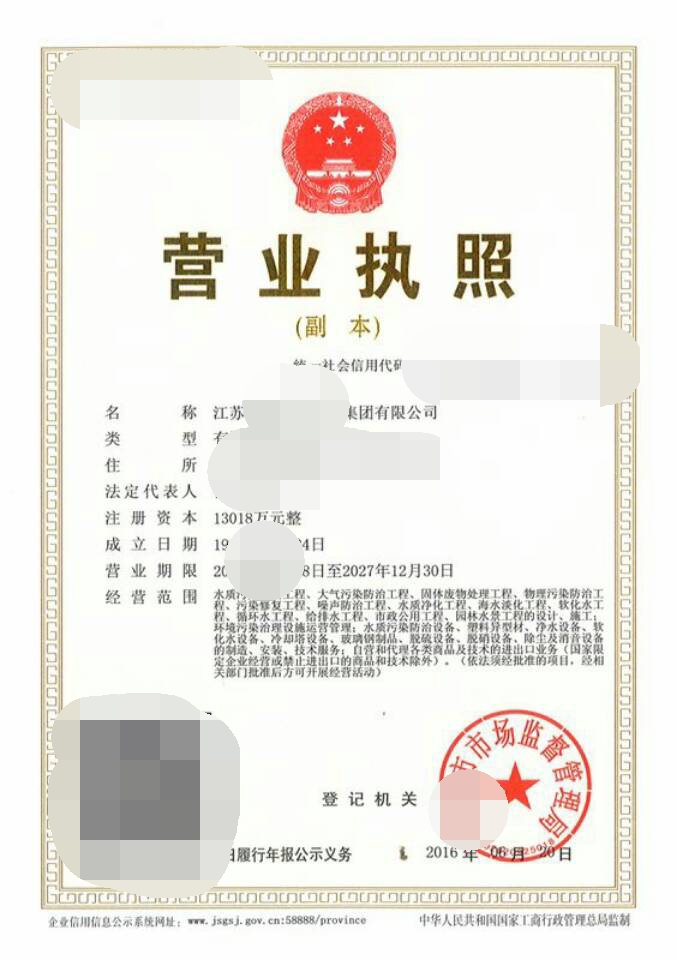 营业执照
(副 本)
统一社会信用代码
名 称 江苏 集团有限公司
类 型 有
住 所
法定代表人
注册资本 13018万元整
成立日期 19 4日
营业期限 20 8日至2027年12月30日
经营范围 水质污 工程、大气污染防治工程、固体废物处理工程、物理污染防治工
程、污染修复工程、噪声防治工程、水质净化工程、海水淡化工程、软化水工
程、循环水工程、给排水工程、市政公用工程、园林水景工程的设计、施工;
环境污染治理设施运营管理;水质污染防治设备、塑料异型材、净水设备、软
化水设备、冷却塔设备、玻璃钢制品、脱硫设备、脱硝设备、除尘及消音设备
的制造、安装、技术服务;自营和代理各类商品及技术的进出口业务(国家限
定企业经营或禁止进出口的商品和技术除外)。(依法须经批准的项目,经相
关部门批准后方可开展经营活动)
市市场监督管理局
登记机关
日履行年报公示义务
2016 年 06 月 20 日
企业信用信息公示系统网址: www.jsgsj.gov.cn:58888/province
中华人民共和国国家工商行政管理总局监制